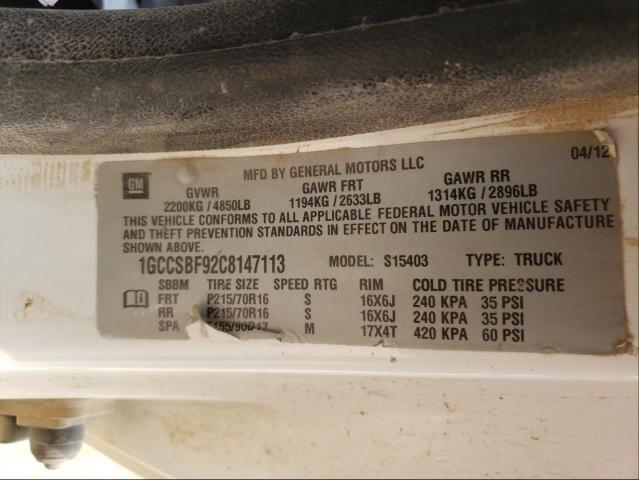 04/12
MFD BY GENERAL MOTORS LLC
GM
GVWR GAWR FRT GAWR RR
2200KG / 4850LB 1194KG / 2633LB 1314KG / 2896LB
THIS VEHICLE CONFORMS TO ALL APPLICABLE FEDERAL MOTOR VEHICLE SAFETY
AND THEFT PREVENTION STANDARDS IN EFFECT ON THE DATE OF MANUFACTURE
SHOWN ABOVE.
1GCCSBF92C8147113 MODEL: S15403 TYPE: TRUCK
SBBM TIRE SIZE SPEED RTG RIM COLD TIRE PRESSURE
FRT P215/70R16 S 16X6J 240 KPA 35 PSI
RR P215/70R16 S 16X6J 240 KPA 35 PSI
SPA M 17X4T 420 KPA 60 PSI